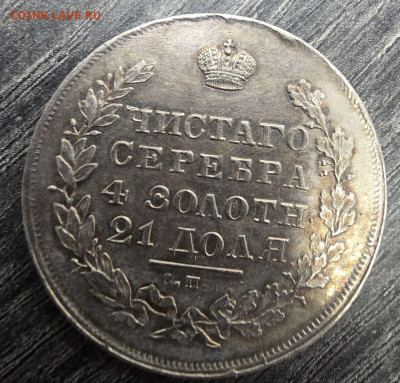 COINS.LAVE.RU
ЧИСТАГО
СЕРЕБРА
4 ЗОЛОТН.
21 ДОЛЯ
С.П.